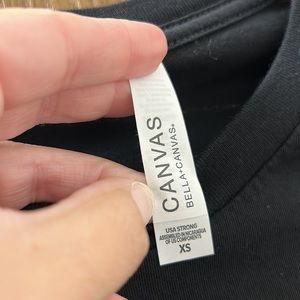 CANVAS
BELLA+CANVAS®
USA STRONG
ASSEMBLED IN NICARAGUA
OF US COMPONENTS
XS